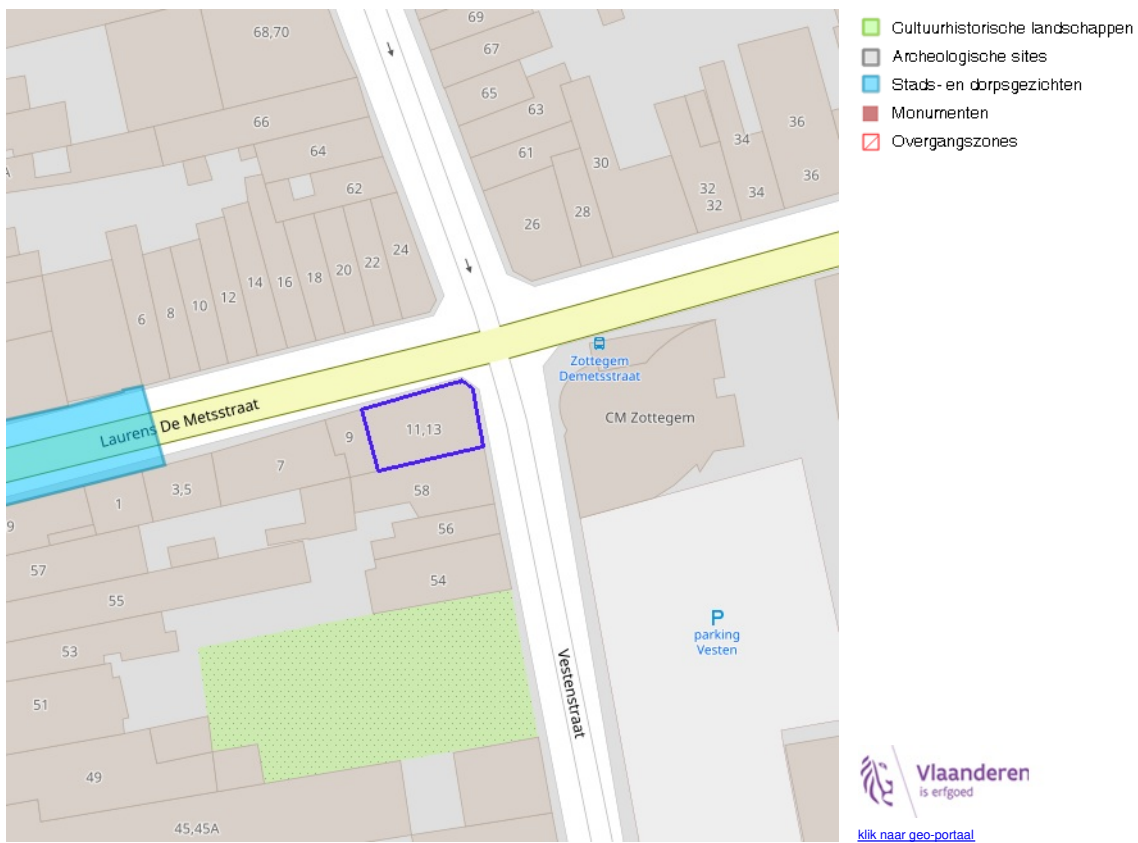 68,70
69
67
65
63
61
66
64
62
30
34
36
36
34
32
32
26
28
24
22
20
18
16
14
12
10
8
6
Zottegem
Demetsstraat
CM Zottegem
Laurens De Metsstraat
11,13
9
7
3,5
1
9
58
56
54
57
55
53
51
49
45,45A
P
parking
Vesten
Vestenstraat
Cultuurhistorische landschappen
Archeologische sites
Stads- en dorpsgezichten
Monumenten
Overgangszones
Vlaanderen
is erfgoed
klik naar geo-portaal